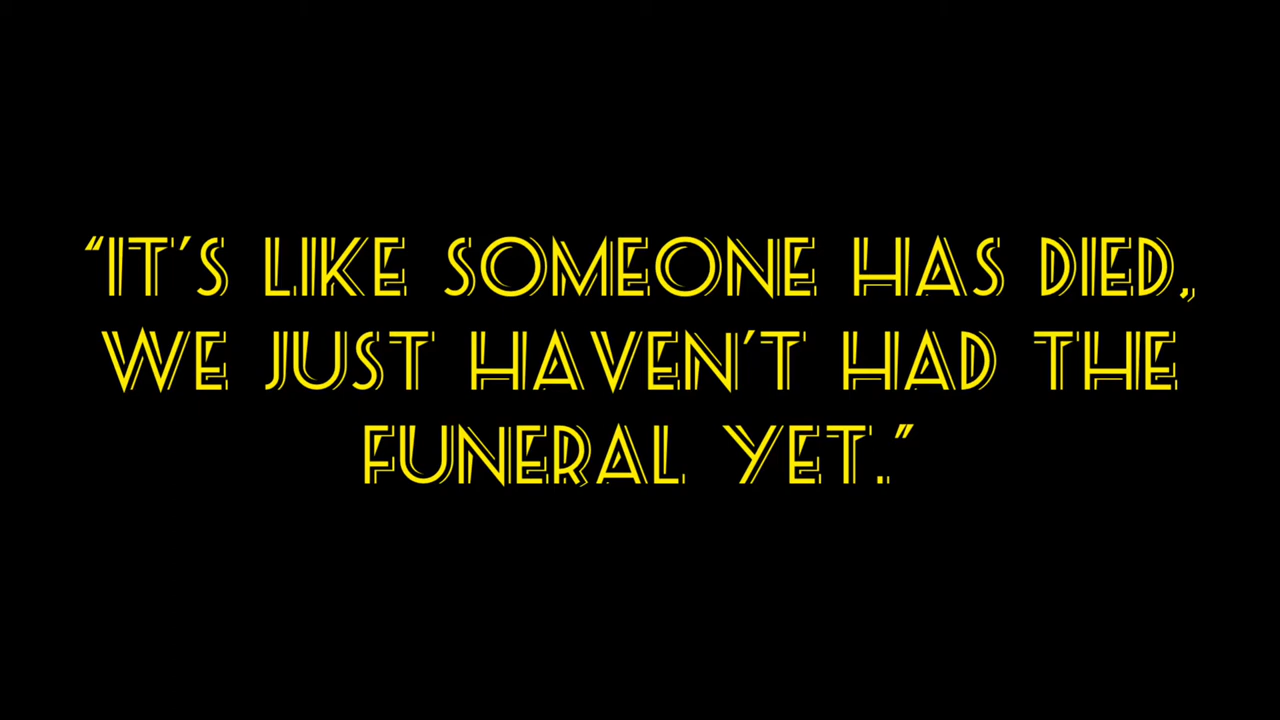 “IT’S LIKE SOMEONE HAS DIED,
WE JUST HAVEN’T HAD THE
FUNERAL YET.”